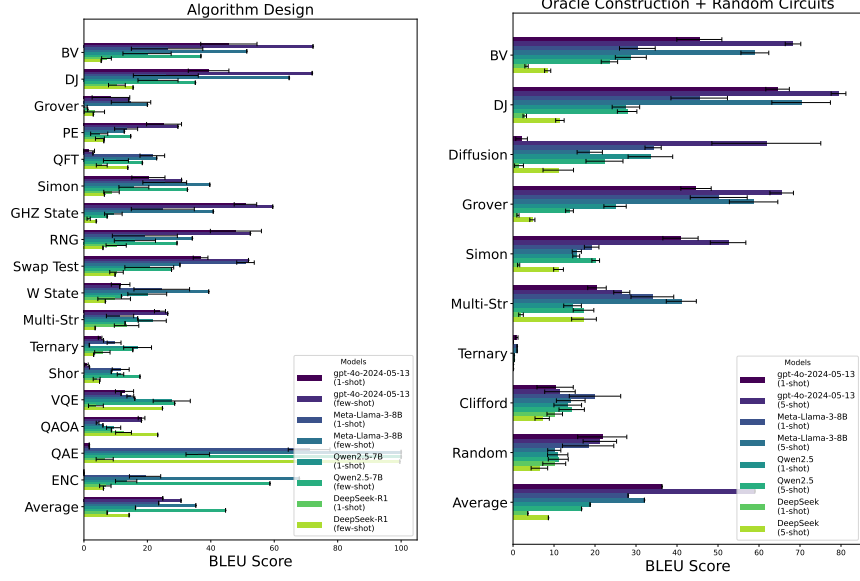 Algorithm Design
BV
DJ
Grover
PE
QFT
Simon
GHZ State
RNG
Swap Test
W State
Multi-Str
Ternary
Shor
VQE
QAOA
QAE
ENC
Average
0 20 40 60 80 100
BLEU Score
Models
gpt-4o-2024-05-13
(1-shot)
gpt-4o-2024-05-13
(few-shot)
Meta-Llama-3-8B
(1-shot)
Meta-Llama-3-8B
(few-shot)
Qwen2.5-7B
(1-shot)
Qwen2.5-7B
(few-shot)
DeepSeek-R1
(1-shot)
DeepSeek-R1
(few-shot)
Oracle Construction + Random Circuits
BV
DJ
Diffusion
Grover
Simon
Multi-Str
Ternary
Clifford
Random
Average
0 10 20 30 40 50 60 70 80
BLEU Score
Models
gpt-4o-2024-05-13
(1-shot)
gpt-4o-2024-05-13
(5-shot)
Meta-Llama-3-8B
(1-shot)
Meta-Llama-3-8B
(5-shot)
Qwen2.5
(1-shot)
Qwen2.5
(5-shot)
DeepSeek
(1-shot)
DeepSeek
(5-shot)